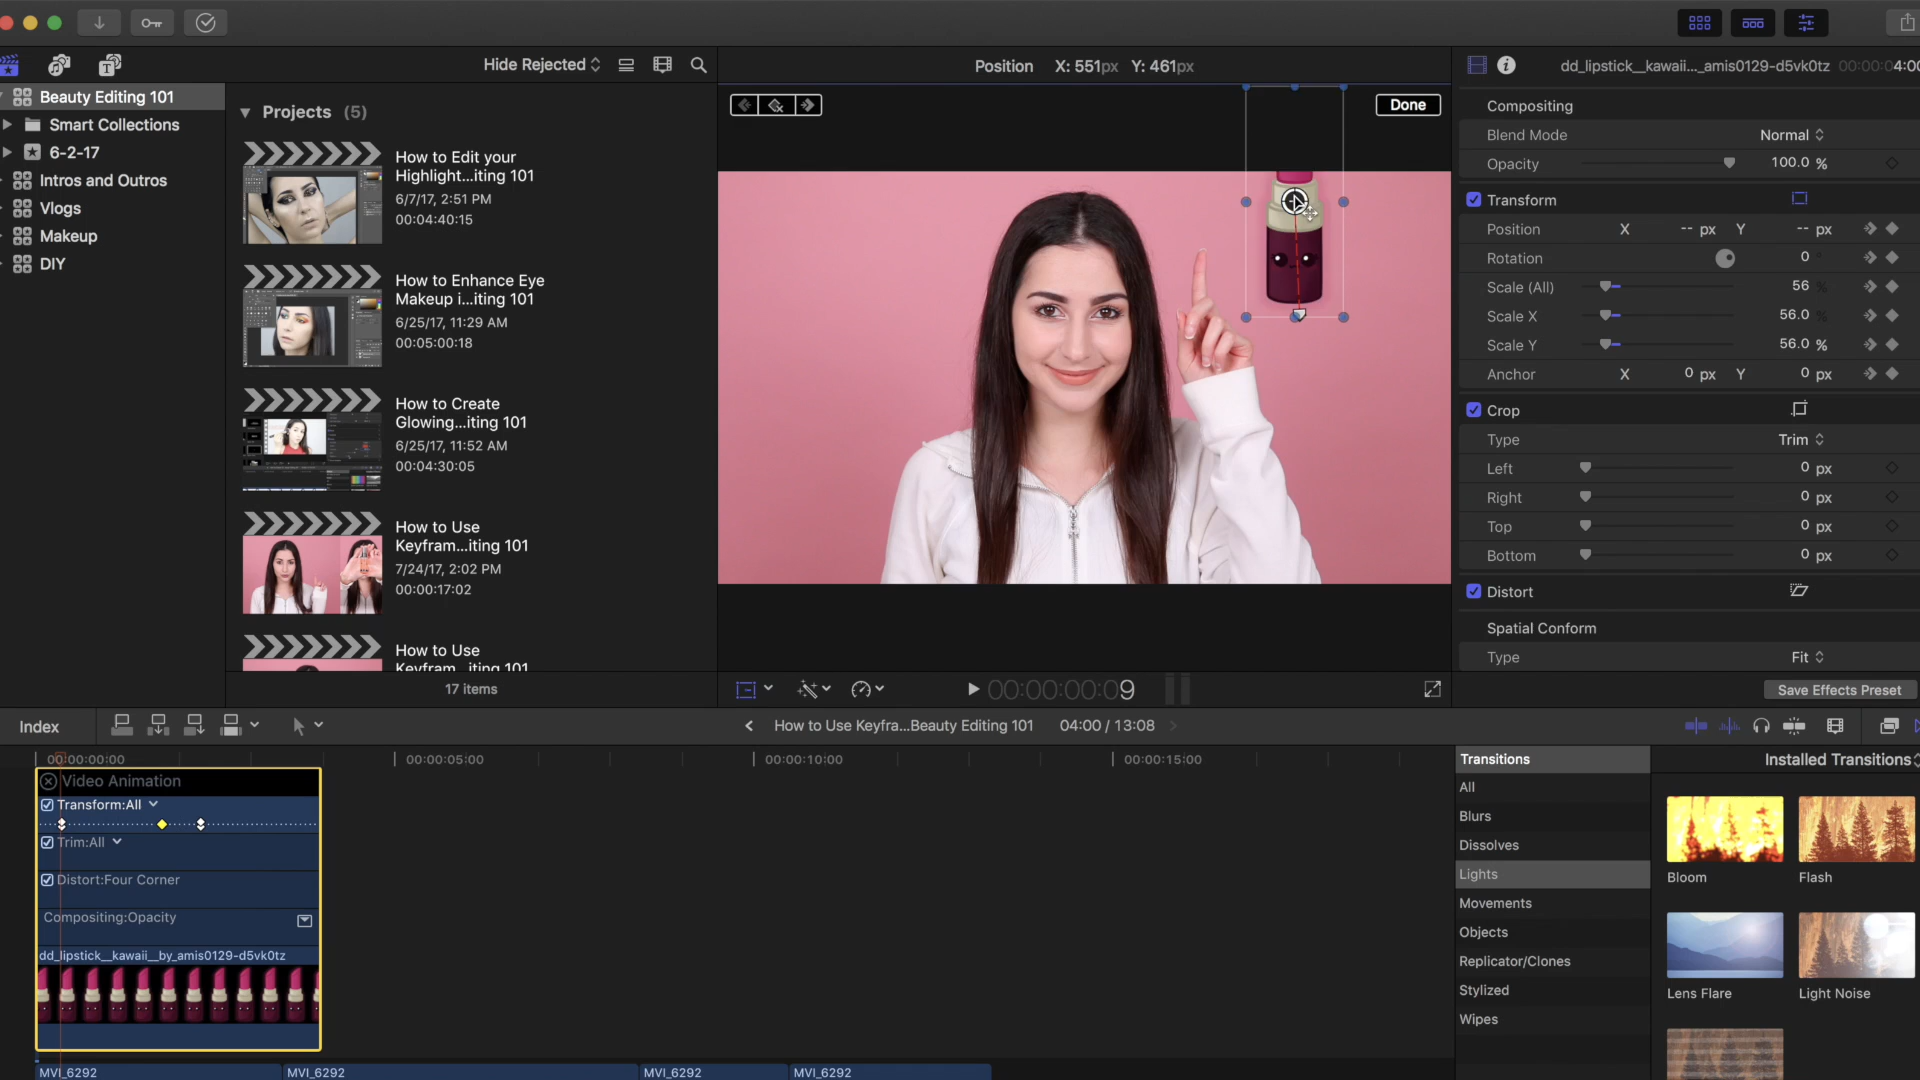 Hide Rejected
Position X: 551px Y: 461px
dd_lipstick__kawaii..._amis0129-d5vk0tz 00:00:04:00
Beauty Editing 101
Smart Collections
6-2-17
Intros and Outros
Vlogs
Makeup
DIY
Projects (5)
How to Edit your
Highlight...iting 101
6/7/17, 2:51 PM
00:04:40:15
How to Enhance Eye
Makeup i...iting 101
6/25/17, 11:29 AM
00:05:00:18
How to Create
Glowing...iting 101
6/25/17, 11:52 AM
00:04:30:05
How to Use
Keyfram...iting 101
7/24/17, 2:02 PM
00:00:17:02
How to Use
Keyfram...iting 101
17 items
Done
00:00:00:09
Compositing
Blend Mode Normal
Opacity 100.0 %
Transform
Position X -- px Y -- px
Rotation 0 °
Scale (All) 56 %
Scale X 56.0 %
Scale Y 56.0 %
Anchor X 0 px Y 0 px
Crop
Type Trim
Left 0 px
Right 0 px
Top 0 px
Bottom 0 px
Distort
Spatial Conform
Type Fit
Save Effects Preset
Index
How to Use Keyfra...Beauty Editing 101 04:00 / 13:08
00:00:00:00 00:00:05:00 00:00:10:00 00:00:15:00
Video Animation
Transform:All
Trim:All
Distort:Four Corner
Compositing:Opacity
dd_lipstick__kawaii__by_amis0129-d5vk0tz
MVI_6292 MVI_6292 MVI_6292 MVI_6292
Transitions
All
Blurs
Dissolves
Lights
Movements
Objects
Replicator/Clones
Stylized
Wipes
Installed Transitions
Bloom Flash
Lens Flare Light Noise